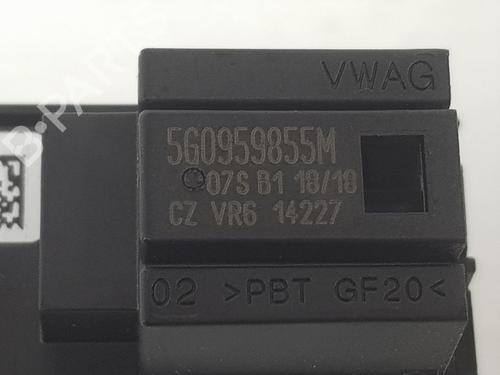 VWAG
5G0959855M
07S B1 18/18
CZ VR6 14227
02 >PBT GF20<
B-PARTS